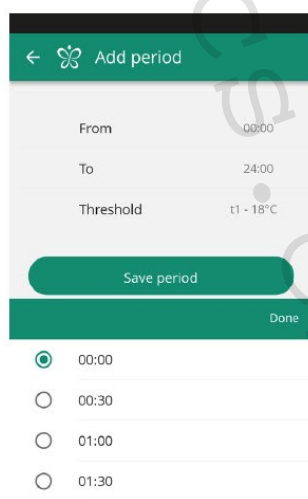 Add period
From 00:00
To 24:00
Threshold t1 - 18°C
Save period
Done
00:00
00:30
01:00
01:30